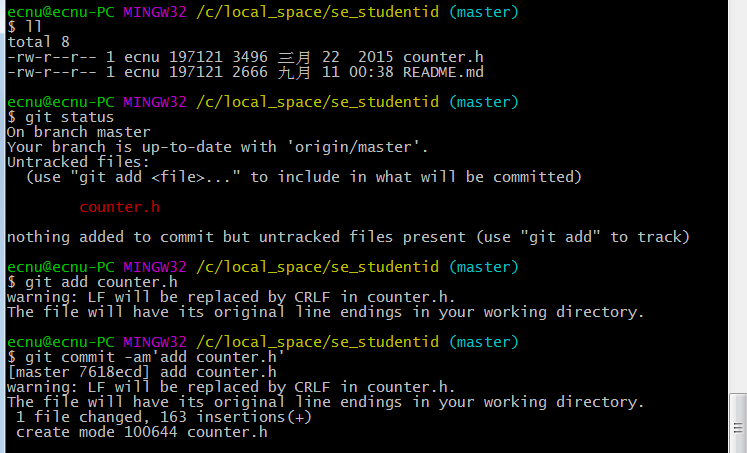 ecnu@ecnu-PC MINGW32 /c/local_space/se_studentid (master)
$ ll
total 8
-rw-r--r-- 1 ecnu 197121 3496 三月 22  2015 counter.h
-rw-r--r-- 1 ecnu 197121 2666 九月 11 00:38 README.md
ecnu@ecnu-PC MINGW32 /c/local_space/se_studentid (master)
$ git status
On branch master
Your branch is up-to-date with 'origin/master'.
Untracked files:
  (use "git add <file>..." to include in what will be committed)
        counter.h
nothing added to commit but untracked files present (use "git add" to track)
ecnu@ecnu-PC MINGW32 /c/local_space/se_studentid (master)
$ git add counter.h
warning: LF will be replaced by CRLF in counter.h.
The file will have its original line endings in your working directory.
ecnu@ecnu-PC MINGW32 /c/local_space/se_studentid (master)
$ git commit -am'add counter.h'
[master 7618ecd] add counter.h
warning: LF will be replaced by CRLF in counter.h.
The file will have its original line endings in your working directory.
 1 file changed, 163 insertions(+)
 create mode 100644 counter.h